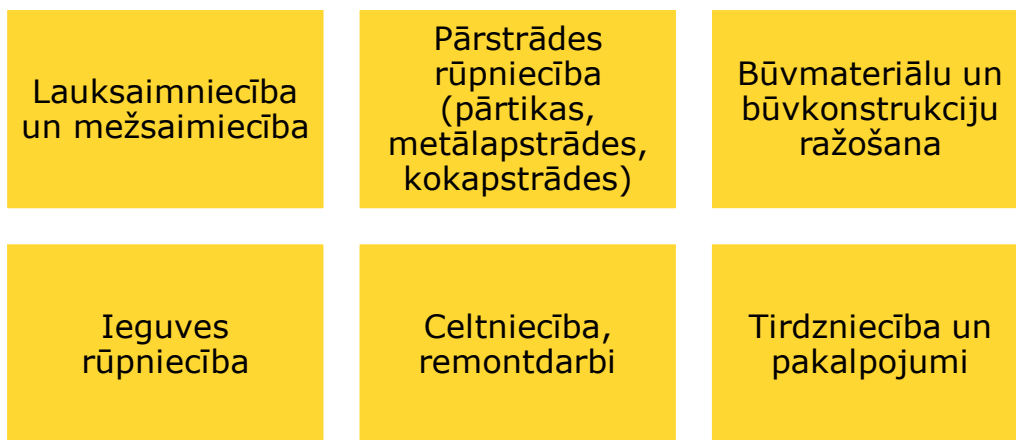 Lauksaimniecība
un mežsaimiecība
Pārstrādes
rūpniecība
(pārtikas,
metālapstrādes,
kokapstrādes)
Būvmateriālu un
būvkonstrukciju
ražošana
Ieguves
rūpniecība
Celtniecība,
remontdarbi
Tirdzniecība un
pakalpojumi